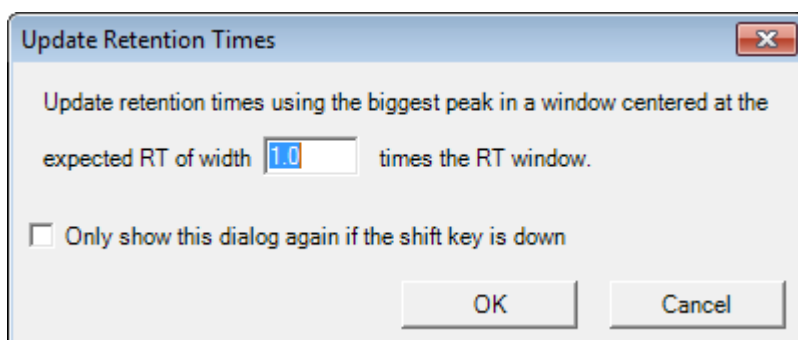 Update Retention Times
Update retention times using the biggest peak in a window centered at the
expected RT of width 1.0 times the RT window.
Only show this dialog again if the shift key is down
OK Cancel